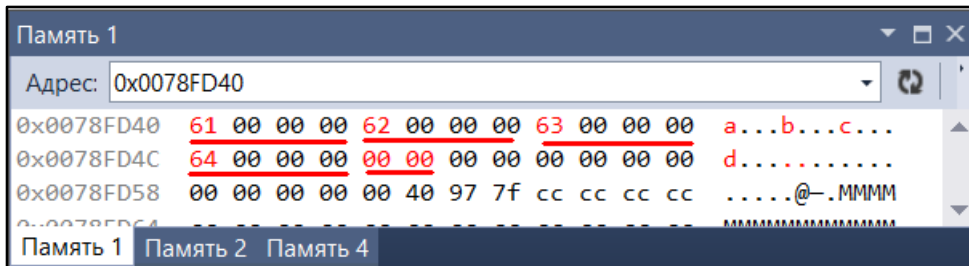 Память 1
Адрес: 0x0078FD40
0x0078FD40 61 00 00 00 62 00 00 00 63 00 00 00 a...b...c...
0x0078FD4C 64 00 00 00 00 00 00 00 00 00 00 00 d...........
0x0078FD58 00 00 00 00 00 40 97 7f cc cc cc cc .....@—.MMMM
Память 1 Память 2 Память 4